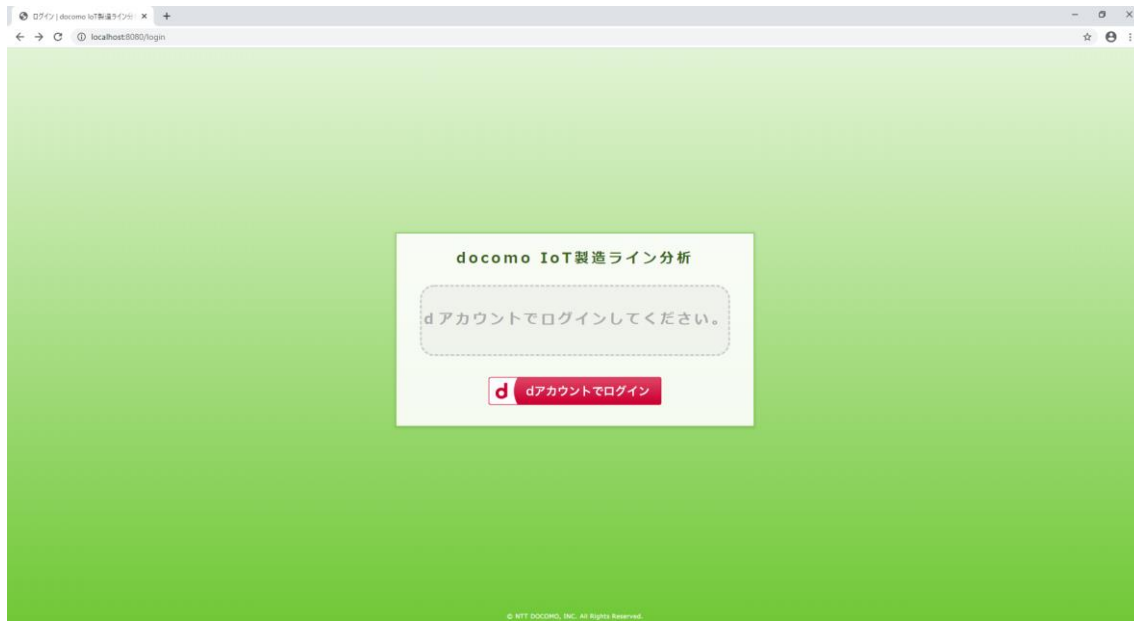 ログイン | docomo IoT製造ライン分
localhost:8080/login
docomo IoT製造ライン分析
dアカウントでログインしてください。
d dアカウントでログイン
© NTT DOCOMO, INC. All Rights Reserved.